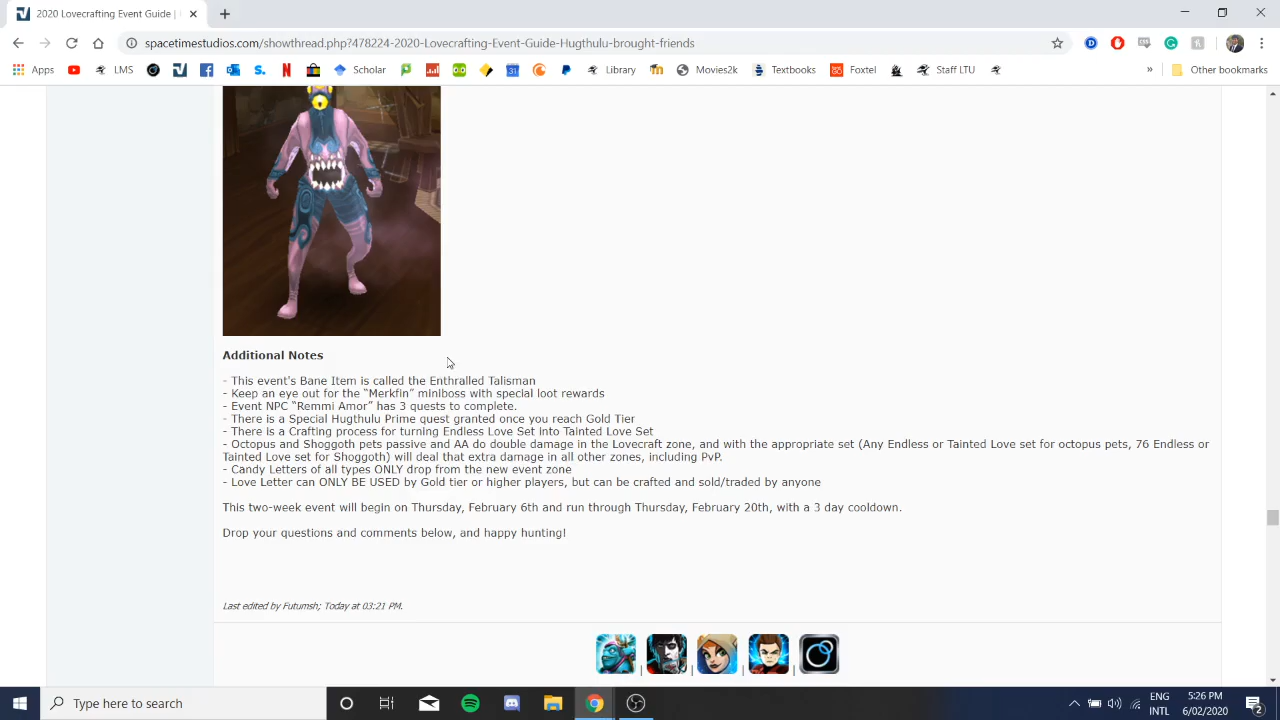 2020 Lovecrafting Event Guide |
spacetimestudios.com/showthread.php?478224-2020-Lovecrafting-Event-Guide-Hugthulu-brought-friends
Apps LMS Scholar Library Movies2k Textbooks Foxtel Staff LTU » Other bookmarks
Additional Notes
- This event's Bane Item is called the Enthralled Talisman
- Keep an eye out for the “Merkfin” miniboss with special loot rewards
- Event NPC “Remmi Amor” has 3 quests to complete.
- There is a Special Hugthulu Prime quest granted once you reach Gold Tier
- There is a Crafting process for turning Endless Love Set into Tainted Love Set
- Octopus and Shoggoth pets passive and AA do double damage in the Lovecraft zone, and with the appropriate set (Any Endless or Tainted Love set for octopus pets, 76 Endless or
Tainted Love set for Shoggoth) will deal that extra damage in all other zones, including PvP.
- Candy Letters of all types ONLY drop from the new event zone
- Love Letter can ONLY BE USED by Gold tier or higher players, but can be crafted and sold/traded by anyone
This two-week event will begin on Thursday, February 6th and run through Thursday, February 20th, with a 3 day cooldown.
Drop your questions and comments below, and happy hunting!
Last edited by Futumsh; Today at 03:21 PM.
| | | |
Type here to search
ENG 5:26 PM
INTL 6/02/2020 2